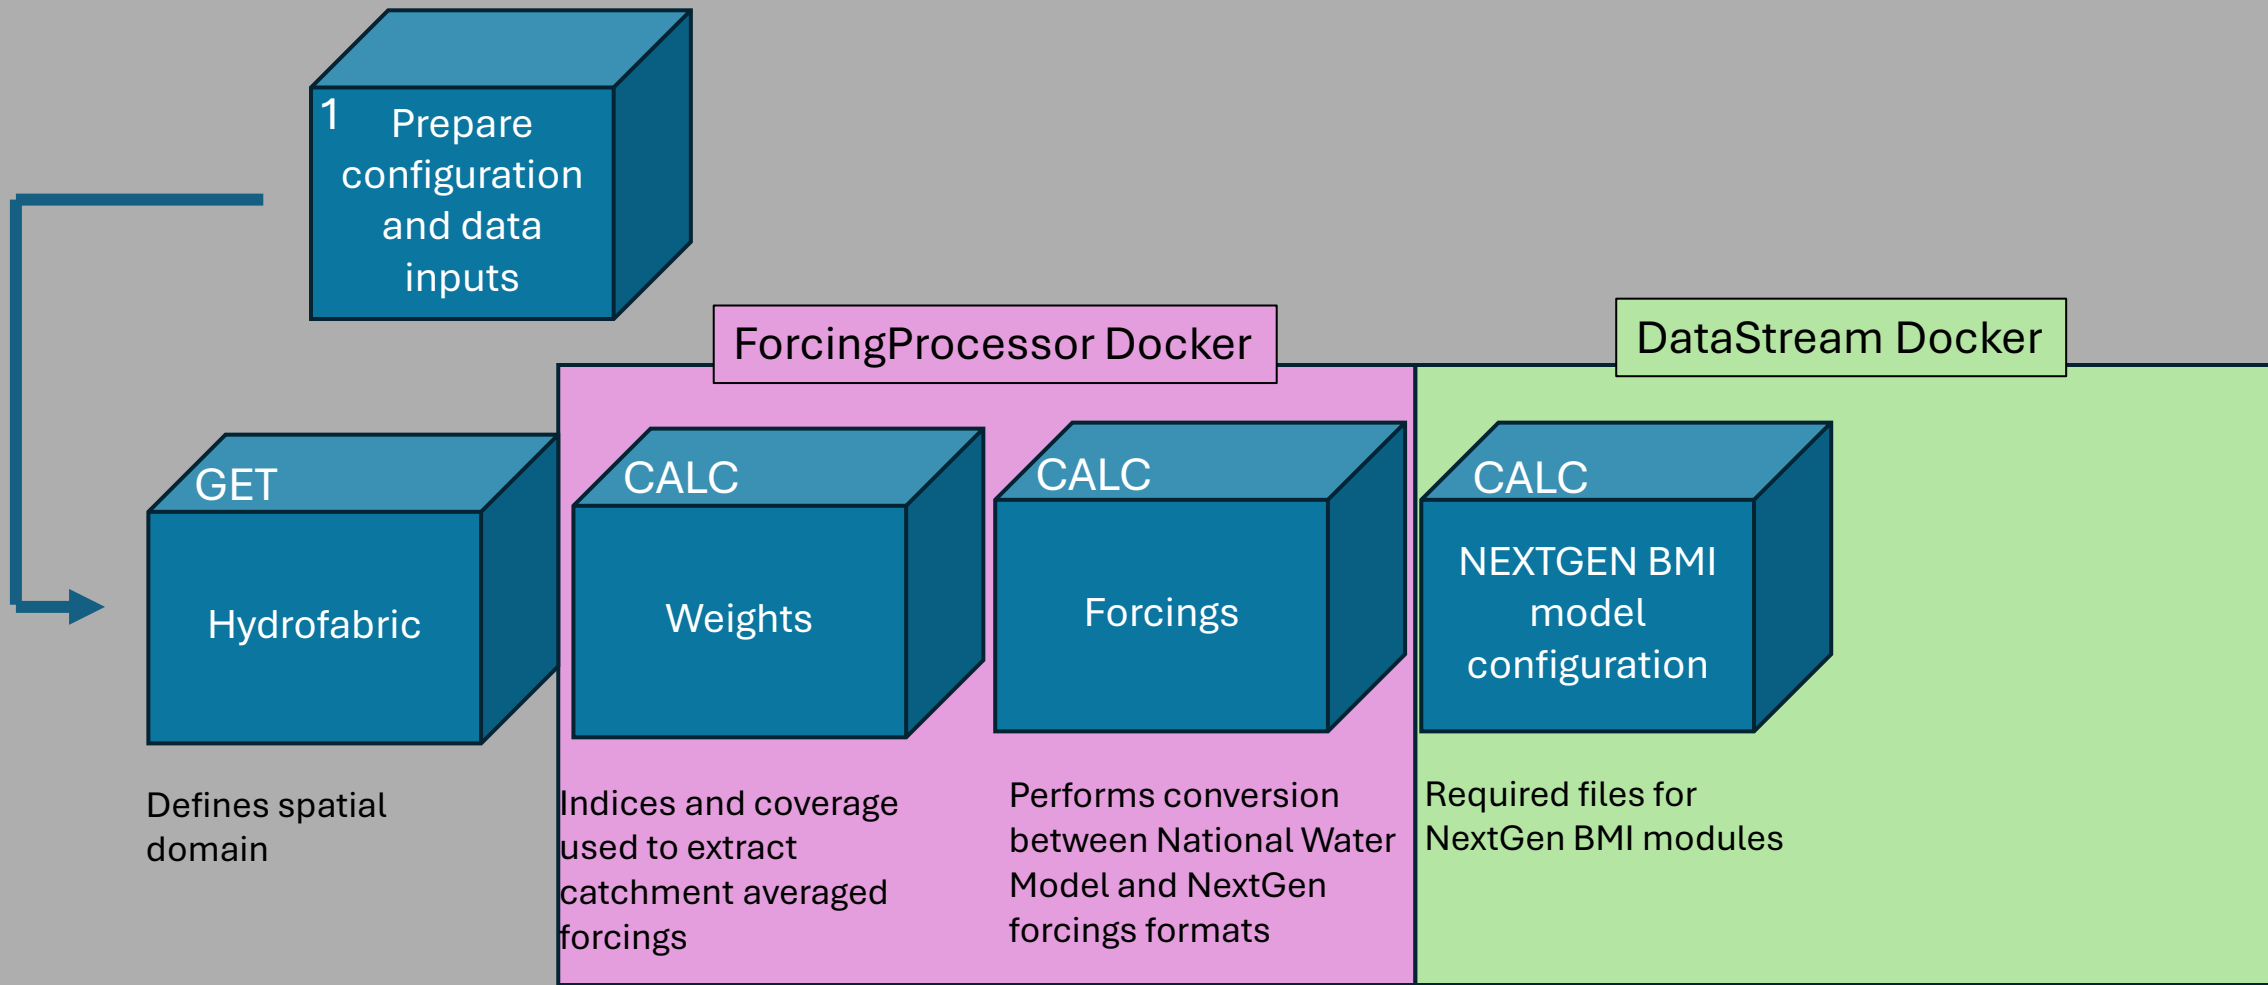 1
Prepare
configuration
and data
inputs
ForcingProcessor Docker
DataStream Docker
GET
Hydrofabric
CALC
Weights
CALC
Forcings
CALC
NEXTGEN BMI
model
configuration
Defines spatial
domain
Indices and coverage
used to extract
catchment averaged
forcings
Performs conversion
between National Water
Model and NextGen
forcings formats
Required files for
NextGen BMI modules